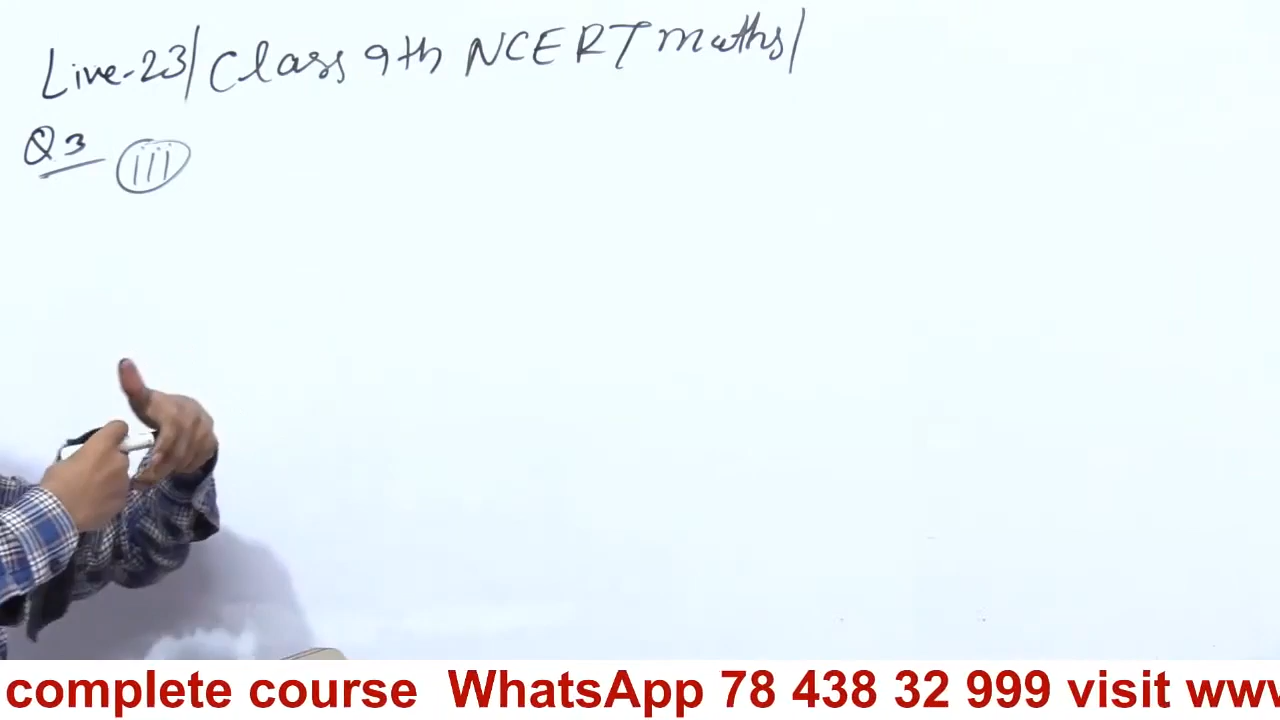 Live-23/Class 9th NCERT Maths/
Q3 iii
complete course WhatsApp 78 438 32 999 visit www